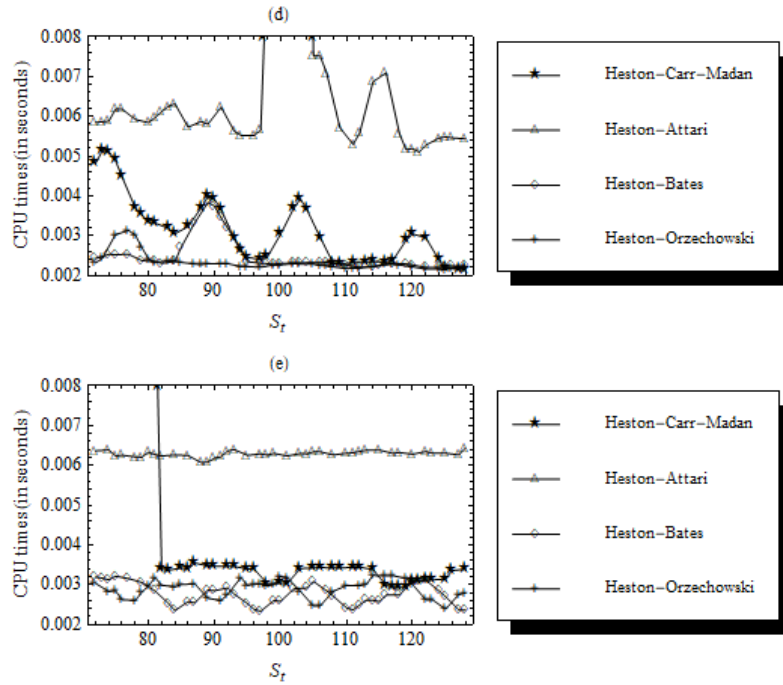 (d)
CPU times (in seconds)
0.008
0.007
0.006
0.005
0.004
0.003
0.002
80 90 100 110 120
St
Heston–Carr–Madan
Heston–Attari
Heston–Bates
Heston–Orzechowski
(e)
CPU times (in seconds)
0.008
0.007
0.006
0.005
0.004
0.003
0.002
80 90 100 110 120
St
Heston–Carr–Madan
Heston–Attari
Heston–Bates
Heston–Orzechowski